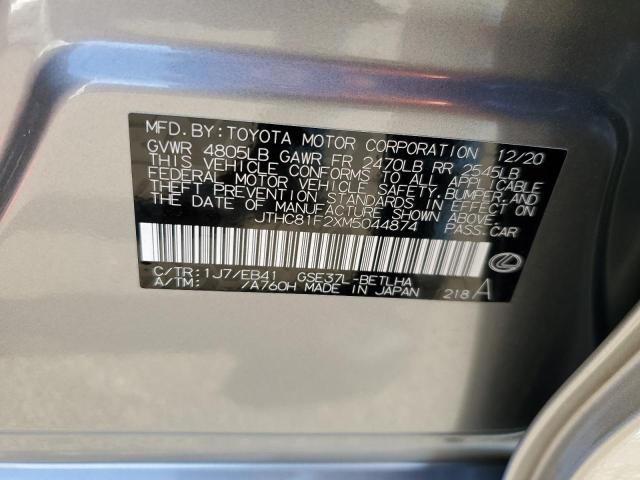 MFD. BY: TOYOTA MOTOR CORPORATION 12/20
GVWR 4805LB GAWR FR 2470LB RR 2545LB
THIS VEHICLE CONFORMS TO ALL APPLICABLE
FEDERAL MOTOR VEHICLE SAFETY, BUMPER, AND
THEFT PREVENTION STANDARDS IN EFFECT ON
THE DATE OF MANUFACTURE SHOWN ABOVE.
JTHC81F2XM5044874 PASS.CAR
C/TR: 1J7/EB41 GSE37L-BETLHA
A/TM: /A760H MADE IN JAPAN 218 A